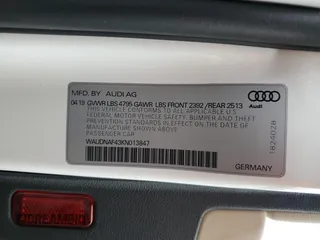 MFD. BY AUDI AG
04.19 GVWR LBS 4795 GAWR LBS FRONT 2392 /REAR 2513
THIS VEHICLE CONFORMS TO ALL APPLICABLE U.S.
FEDERAL MOTOR VEHICLE SAFETY, BUMPER AND THEFT
PREVENTION STANDARDS IN EFFECT ON THE DATE OF
MANUFACTURE SHOWN ABOVE.
PASSENGER CAR
WAUDNAF43KN013847
GERMANY
Audi
1824028